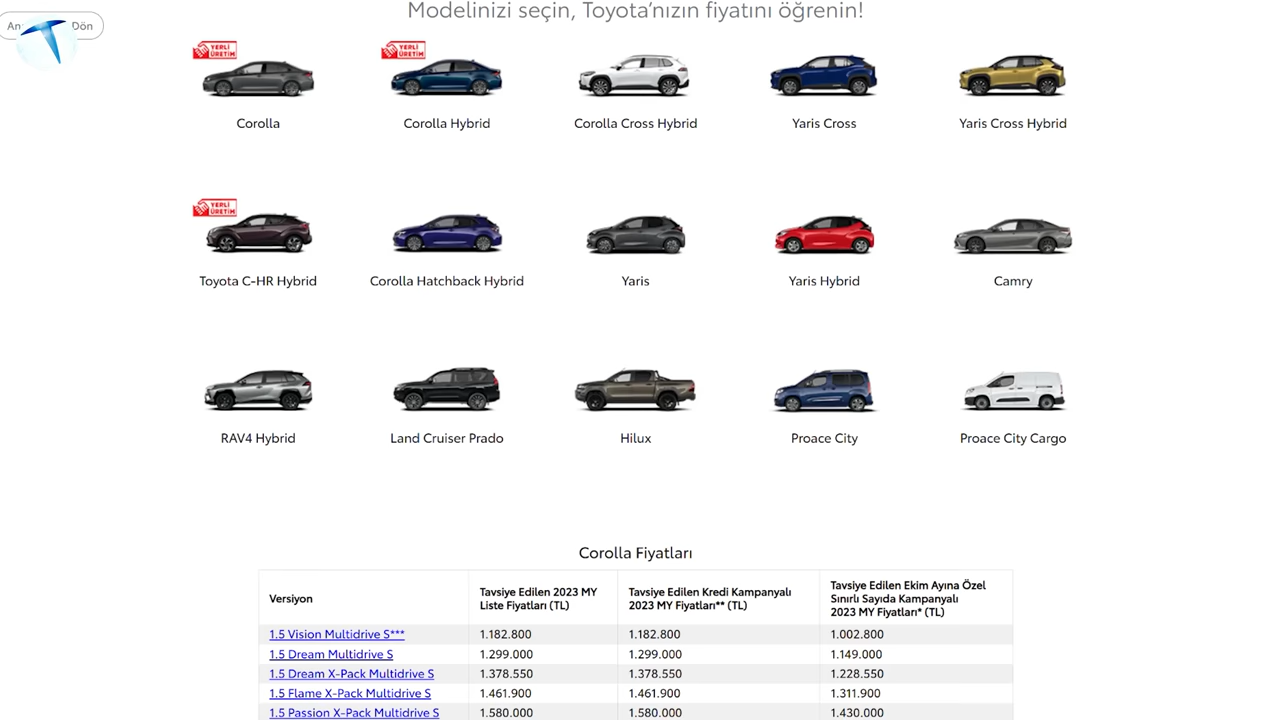 Modelinizi seçin, Toyota’nızın fiyatını öğrenin!
An Dön
YERLİ ÜRETİM
YERLİ ÜRETİM
Corolla
Corolla Hybrid
Corolla Cross Hybrid
Yaris Cross
Yaris Cross Hybrid
YERLİ ÜRETİM
Toyota C-HR Hybrid
Corolla Hatchback Hybrid
Yaris
Yaris Hybrid
Camry
RAV4 Hybrid
Land Cruiser Prado
Hilux
Proace City
Proace City Cargo
Corolla Fiyatları
Versiyon
Tavsiye Edilen 2023 MY
Liste Fiyatları (TL)
Tavsiye Edilen Kredi Kampanyalı
2023 MY Fiyatları** (TL)
Tavsiye Edilen Ekim Ayına Özel
Sınırlı Sayıda Kampanyalı
2023 MY Fiyatları* (TL)
1.5 Vision Multidrive S*** 1.182.800 1.182.800 1.002.800
1.5 Dream Multidrive S 1.299.000 1.299.000 1.149.000
1.5 Dream X-Pack Multidrive S 1.378.550 1.378.550 1.228.550
1.5 Flame X-Pack Multidrive S 1.461.900 1.461.900 1.311.900
1.5 Passion X-Pack Multidrive S 1.580.000 1.580.000 1.430.000